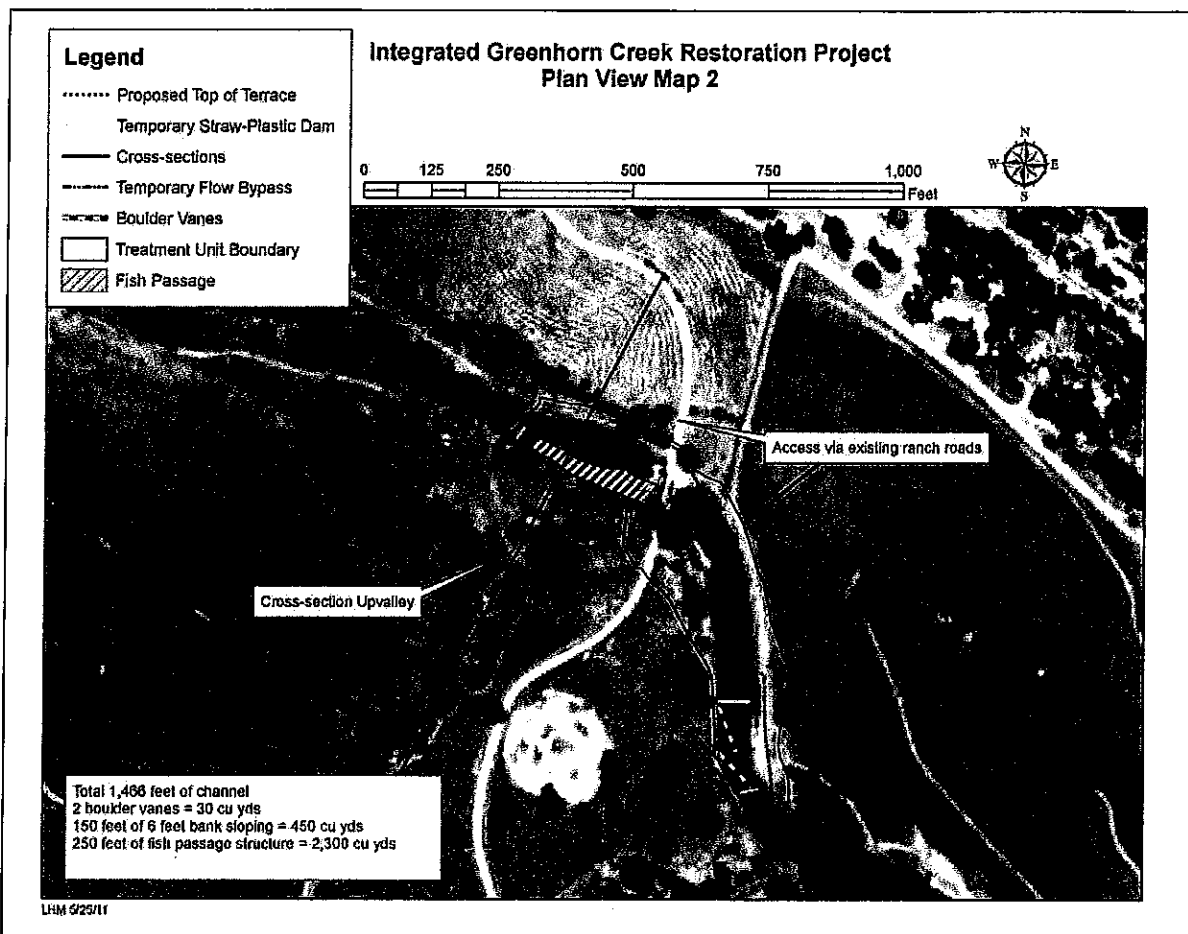 Legend
Proposed Top of Terrace
Temporary Straw-Plastic Dam
Cross-sections
Temporary Flow Bypass
Boulder Vanes
Treatment Unit Boundary
Fish Passage
Integrated Greenhorn Creek Restoration Project
Plan View Map 2
N
W E
S
0 125 250 500 750 1,000
Feet
Access via existing ranch roads
Cross-section Upvalley
Total 1,466 feet of channel
2 boulder vanes = 30 cu yds
150 feet of 6 feet bank sloping = 450 cu yds
250 feet of fish passage structure = 2,300 cu yds
LHM 5/25/11